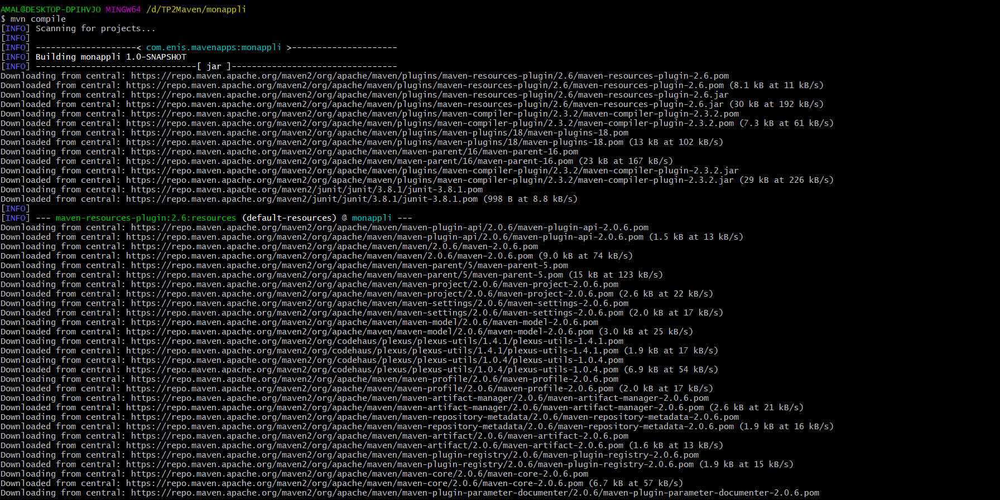 AMAL@DESKTOP-DPIHVJO MINGW64 /d/TP2Maven/monappli
$ mvn compile
[INFO] Scanning for projects...
[INFO]
[INFO] --------------------< com.enis.mavenapps:monappli >---------------------
[INFO] Building monappli 1.0-SNAPSHOT
[INFO] --------------------------------[ jar ]---------------------------------
Downloading from central: https://repo.maven.apache.org/maven2/org/apache/maven/plugins/maven-resources-plugin/2.6/maven-resources-plugin-2.6.pom
Downloaded from central: https://repo.maven.apache.org/maven2/org/apache/maven/plugins/maven-resources-plugin/2.6/maven-resources-plugin-2.6.pom (8.1 kB at 11 kB/s)
Downloading from central: https://repo.maven.apache.org/maven2/org/apache/maven/plugins/maven-resources-plugin/2.6/maven-resources-plugin-2.6.jar
Downloaded from central: https://repo.maven.apache.org/maven2/org/apache/maven/plugins/maven-resources-plugin/2.6/maven-resources-plugin-2.6.jar (30 kB at 192 kB/s)
Downloading from central: https://repo.maven.apache.org/maven2/org/apache/maven/plugins/maven-compiler-plugin/2.3.2/maven-compiler-plugin-2.3.2.pom
Downloaded from central: https://repo.maven.apache.org/maven2/org/apache/maven/plugins/maven-compiler-plugin/2.3.2/maven-compiler-plugin-2.3.2.pom (7.3 kB at 61 kB/s)
Downloading from central: https://repo.maven.apache.org/maven2/org/apache/maven/plugins/maven-plugins/18/maven-plugins-18.pom
Downloaded from central: https://repo.maven.apache.org/maven2/org/apache/maven/plugins/maven-plugins/18/maven-plugins-18.pom (13 kB at 102 kB/s)
Downloading from central: https://repo.maven.apache.org/maven2/org/apache/maven/maven-parent/16/maven-parent-16.pom
Downloaded from central: https://repo.maven.apache.org/maven2/org/apache/maven/maven-parent/16/maven-parent-16.pom (23 kB at 167 kB/s)
Downloading from central: https://repo.maven.apache.org/maven2/org/apache/maven/plugins/maven-compiler-plugin/2.3.2/maven-compiler-plugin-2.3.2.jar
Downloaded from central: https://repo.maven.apache.org/maven2/org/apache/maven/plugins/maven-compiler-plugin/2.3.2/maven-compiler-plugin-2.3.2.jar (29 kB at 226 kB/s)
Downloading from central: https://repo.maven.apache.org/maven2/junit/junit/3.8.1/junit-3.8.1.pom
Downloaded from central: https://repo.maven.apache.org/maven2/junit/junit/3.8.1/junit-3.8.1.pom (998 B at 8.8 kB/s)
[INFO]
[INFO] --- maven-resources-plugin:2.6:resources (default-resources) @ monappli ---
Downloading from central: https://repo.maven.apache.org/maven2/org/apache/maven/maven-plugin-api/2.0.6/maven-plugin-api-2.0.6.pom
Downloaded from central: https://repo.maven.apache.org/maven2/org/apache/maven/maven-plugin-api/2.0.6/maven-plugin-api-2.0.6.pom (1.5 kB at 13 kB/s)
Downloading from central: https://repo.maven.apache.org/maven2/org/apache/maven/maven/2.0.6/maven-2.0.6.pom
Downloaded from central: https://repo.maven.apache.org/maven2/org/apache/maven/maven/2.0.6/maven-2.0.6.pom (9.0 kB at 74 kB/s)
Downloading from central: https://repo.maven.apache.org/maven2/org/apache/maven/maven-parent/5/maven-parent-5.pom
Downloaded from central: https://repo.maven.apache.org/maven2/org/apache/maven/maven-parent/5/maven-parent-5.pom (15 kB at 123 kB/s)
Downloading from central: https://repo.maven.apache.org/maven2/org/apache/maven/maven-project/2.0.6/maven-project-2.0.6.pom
Downloaded from central: https://repo.maven.apache.org/maven2/org/apache/maven/maven-project/2.0.6/maven-project-2.0.6.pom (2.6 kB at 22 kB/s)
Downloading from central: https://repo.maven.apache.org/maven2/org/apache/maven/maven-settings/2.0.6/maven-settings-2.0.6.pom
Downloaded from central: https://repo.maven.apache.org/maven2/org/apache/maven/maven-settings/2.0.6/maven-settings-2.0.6.pom (2.0 kB at 17 kB/s)
Downloading from central: https://repo.maven.apache.org/maven2/org/apache/maven/maven-model/2.0.6/maven-model-2.0.6.pom
Downloaded from central: https://repo.maven.apache.org/maven2/org/apache/maven/maven-model/2.0.6/maven-model-2.0.6.pom (3.0 kB at 25 kB/s)
Downloading from central: https://repo.maven.apache.org/maven2/org/codehaus/plexus/plexus-utils/1.4.1/plexus-utils-1.4.1.pom
Downloaded from central: https://repo.maven.apache.org/maven2/org/codehaus/plexus/plexus-utils/1.4.1/plexus-utils-1.4.1.pom (1.9 kB at 17 kB/s)
Downloading from central: https://repo.maven.apache.org/maven2/org/codehaus/plexus/plexus-utils/1.0.4/plexus-utils-1.0.4.pom
Downloaded from central: https://repo.maven.apache.org/maven2/org/codehaus/plexus/plexus-utils/1.0.4/plexus-utils-1.0.4.pom (6.9 kB at 54 kB/s)
Downloading from central: https://repo.maven.apache.org/maven2/org/apache/maven/maven-profile/2.0.6/maven-profile-2.0.6.pom
Downloaded from central: https://repo.maven.apache.org/maven2/org/apache/maven/maven-profile/2.0.6/maven-profile-2.0.6.pom (2.0 kB at 17 kB/s)
Downloading from central: https://repo.maven.apache.org/maven2/org/apache/maven/maven-artifact-manager/2.0.6/maven-artifact-manager-2.0.6.pom
Downloaded from central: https://repo.maven.apache.org/maven2/org/apache/maven/maven-artifact-manager/2.0.6/maven-artifact-manager-2.0.6.pom (2.6 kB at 21 kB/s)
Downloading from central: https://repo.maven.apache.org/maven2/org/apache/maven/maven-repository-metadata/2.0.6/maven-repository-metadata-2.0.6.pom
Downloaded from central: https://repo.maven.apache.org/maven2/org/apache/maven/maven-repository-metadata/2.0.6/maven-repository-metadata-2.0.6.pom (1.9 kB at 16 kB/s)
Downloading from central: https://repo.maven.apache.org/maven2/org/apache/maven/maven-artifact/2.0.6/maven-artifact-2.0.6.pom
Downloaded from central: https://repo.maven.apache.org/maven2/org/apache/maven/maven-artifact/2.0.6/maven-artifact-2.0.6.pom (1.6 kB at 13 kB/s)
Downloading from central: https://repo.maven.apache.org/maven2/org/apache/maven/maven-plugin-registry/2.0.6/maven-plugin-registry-2.0.6.pom
Downloaded from central: https://repo.maven.apache.org/maven2/org/apache/maven/maven-plugin-registry/2.0.6/maven-plugin-registry-2.0.6.pom (1.9 kB at 15 kB/s)
Downloading from central: https://repo.maven.apache.org/maven2/org/apache/maven/maven-core/2.0.6/maven-core-2.0.6.pom
Downloaded from central: https://repo.maven.apache.org/maven2/org/apache/maven/maven-core/2.0.6/maven-core-2.0.6.pom (6.7 kB at 57 kB/s)
Downloading from central: https://repo.maven.apache.org/maven2/org/apache/maven/maven-plugin-parameter-documenter/2.0.6/maven-plugin-parameter-documenter-2.0.6.pom